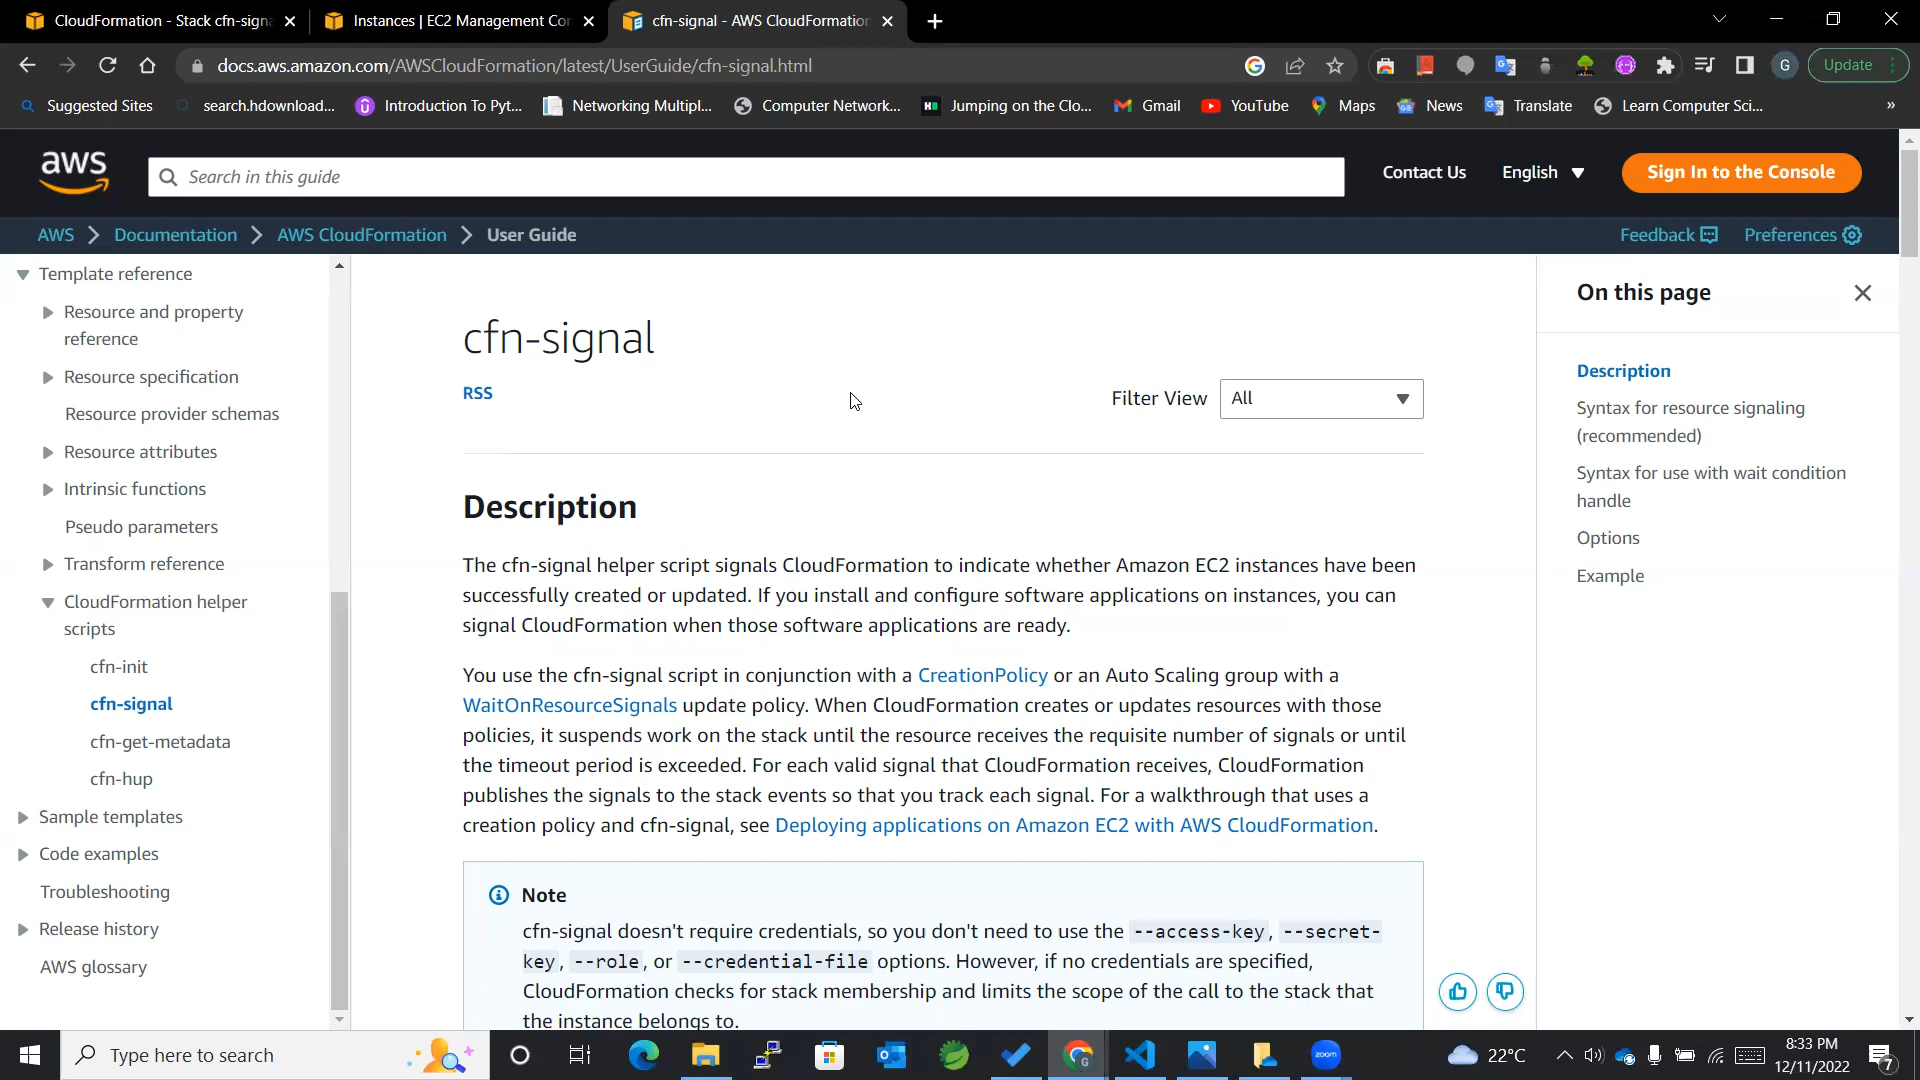 CloudFormation - Stack cfn-signa
Instances | EC2 Management Con
cfn-signal - AWS CloudFormation
docs.aws.amazon.com/AWSCloudFormation/latest/UserGuide/cfn-signal.html
G
Update
Suggested Sites
search.hdownload...
Introduction To Pyt...
Networking Multipl...
Computer Network...
Jumping on the Clo...
Gmail
YouTube
Maps
News
Translate
Learn Computer Sci...
»
aws
Search in this guide
Contact Us
English
Sign In to the Console
AWS
Documentation
AWS CloudFormation
User Guide
Feedback
Preferences
Template reference
Resource and property
reference
Resource specification
Resource provider schemas
Resource attributes
Intrinsic functions
Pseudo parameters
Transform reference
CloudFormation helper
scripts
cfn-init
cfn-signal
cfn-get-metadata
cfn-hup
Sample templates
Code examples
Troubleshooting
Release history
AWS glossary
cfn-signal
RSS
Filter View
All
Description
The cfn-signal helper script signals CloudFormation to indicate whether Amazon EC2 instances have been
successfully created or updated. If you install and configure software applications on instances, you can
signal CloudFormation when those software applications are ready.
You use the cfn-signal script in conjunction with a CreationPolicy or an Auto Scaling group with a
WaitOnResourceSignals update policy. When CloudFormation creates or updates resources with those
policies, it suspends work on the stack until the resource receives the requisite number of signals or until
the timeout period is exceeded. For each valid signal that CloudFormation receives, CloudFormation
publishes the signals to the stack events so that you track each signal. For a walkthrough that uses a
creation policy and cfn-signal, see Deploying applications on Amazon EC2 with AWS CloudFormation.
Note
cfn-signal doesn't require credentials, so you don't need to use the --access-key, --secret-
key, --role, or --credential-file options. However, if no credentials are specified,
CloudFormation checks for stack membership and limits the scope of the call to the stack that
the instance belongs to.
On this page
Description
Syntax for resource signaling
(recommended)
Syntax for use with wait condition
handle
Options
Example
Type here to search
zoom
22°C
8:33 PM
12/11/2022
7